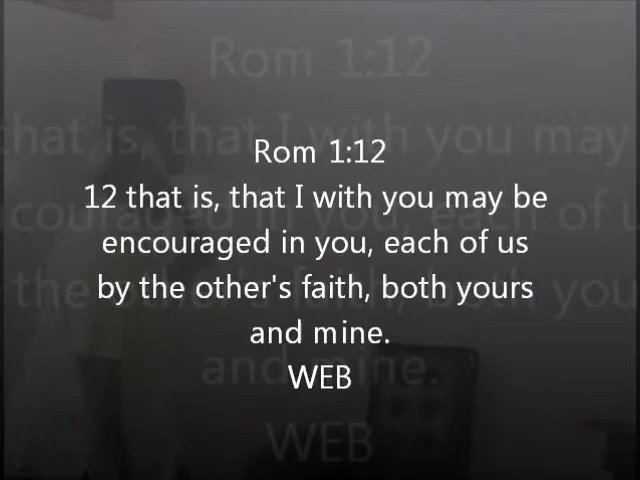 Rom 1:12
12 that is, that I with you may be
encouraged in you, each of us
by the other's faith, both yours
and mine.
WEB